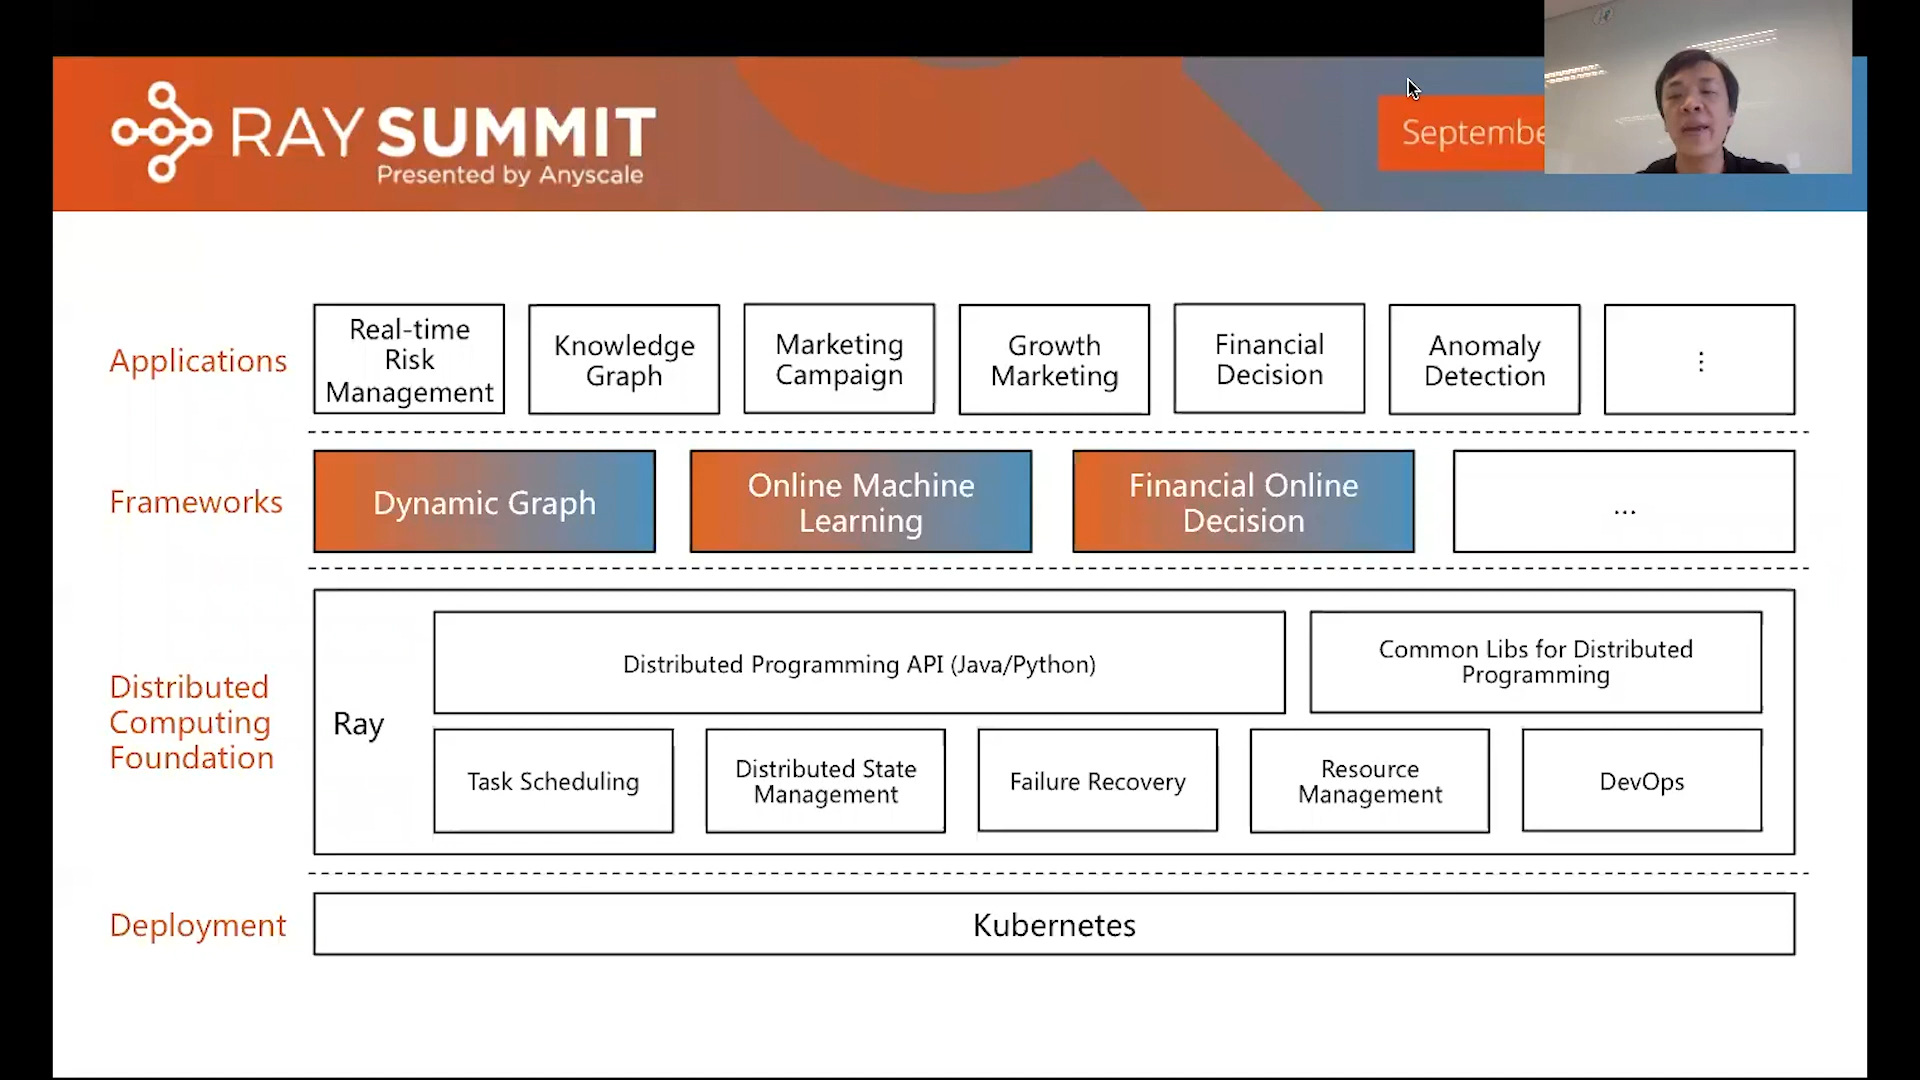 RAY SUMMIT
Presented by Anyscale
Applications
Real-time
Risk
Management
Knowledge
Graph
Marketing
Campaign
Growth
Marketing
Financial
Decision
Anomaly
Detection
⋮
Frameworks
Dynamic Graph
Online Machine
Learning
Financial Online
Decision
...
Distributed
Computing
Foundation
Ray
Distributed Programming API (Java/Python)
Common Libs for Distributed
Programming
Task Scheduling
Distributed State
Management
Failure Recovery
Resource
Management
DevOps
Deployment
Kubernetes